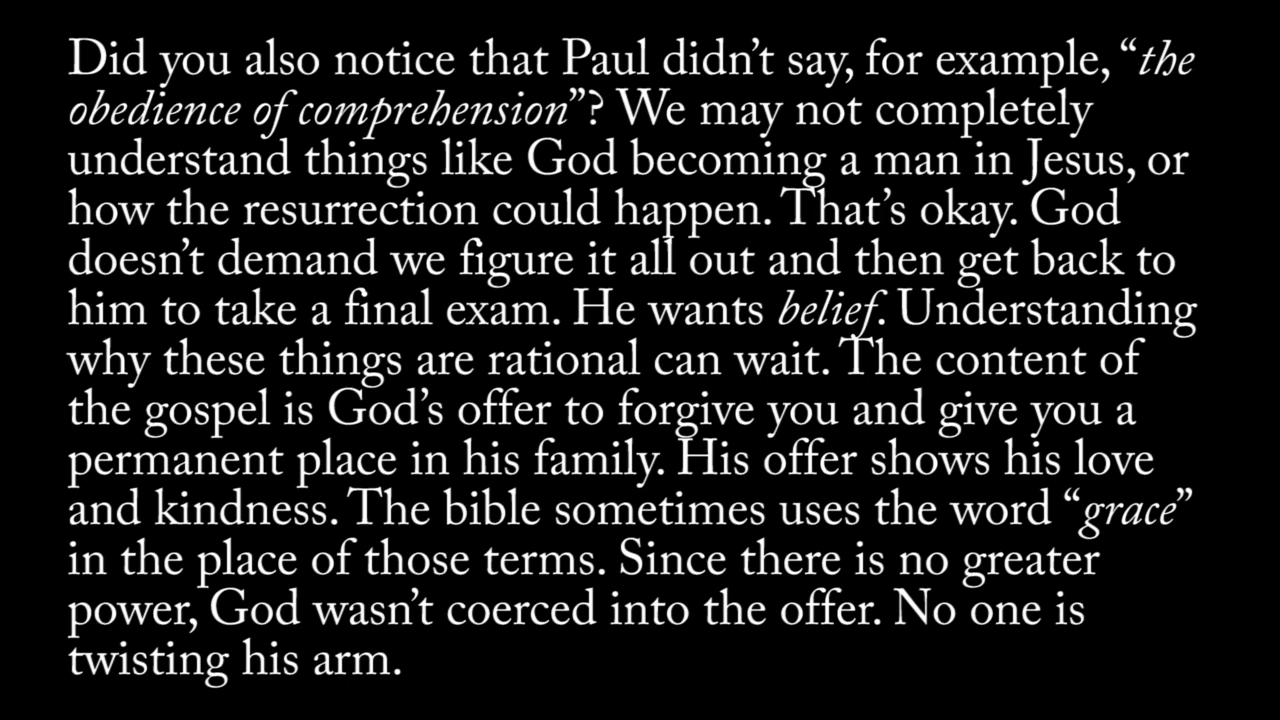 Did you also notice that Paul didn’t say, for example, “the
obedience of comprehension”? We may not completely
understand things like God becoming a man in Jesus, or
how the resurrection could happen. That’s okay. God
doesn’t demand we figure it all out and then get back to
him to take a final exam. He wants belief. Understanding
why these things are rational can wait. The content of
the gospel is God’s offer to forgive you and give you a
permanent place in his family. His offer shows his love
and kindness. The bible sometimes uses the word “grace”
in the place of those terms. Since there is no greater
power, God wasn’t coerced into the offer. No one is
twisting his arm.